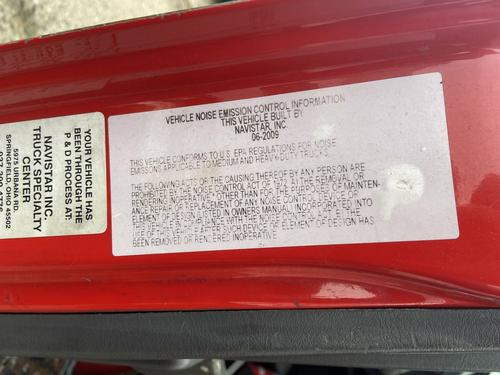 YOUR VEHICLE HAS
BEEN THROUGH THE
P & D PROCESS AT:
NAVISTAR INC.
TRUCK SPECIALTY
CENTER
5975 URBANA RD.
SPRINGFIELD, OHIO 45502
VEHICLE NOISE EMISSION CONTROL INFORMATION
THIS VEHICLE BUILT BY
NAVISTAR, INC.
06-2009
THIS VEHICLE CONFORMS TO U.S. EPA REGULATIONS FOR NOISE
EMISSIONS APPLICABLE TO MEDIUM AND HEAVY-DUTY TRUCKS.
THE FOLLOWING ACTS OR THE CAUSING THEREOF BY ANY PERSON ARE
PROHIBITED BY THE NOISE CONTROL ACT OF 1972 A) THE REMOVAL OR
RENDERING INOPERATIVE, OTHER THAN FOR THE PURPOSE OF MAINTEN-
ANCE REPAIR OR REPLACEMENT OF ANY NOISE CONTROL
ELEMENT OF DESIGN (LISTED IN OWNERS MANUAL) INCORPORATED INTO
THIS VEHICLE IN COMPLIANCE WITH THE NOISE CONTROL ACT, B) THE
USE OF THIS VEHICLE AFTER SUCH DEVICE OR ELEMENT OF DESIGN HAS
BEEN REMOVED OR RENDERED INOPERATIVE